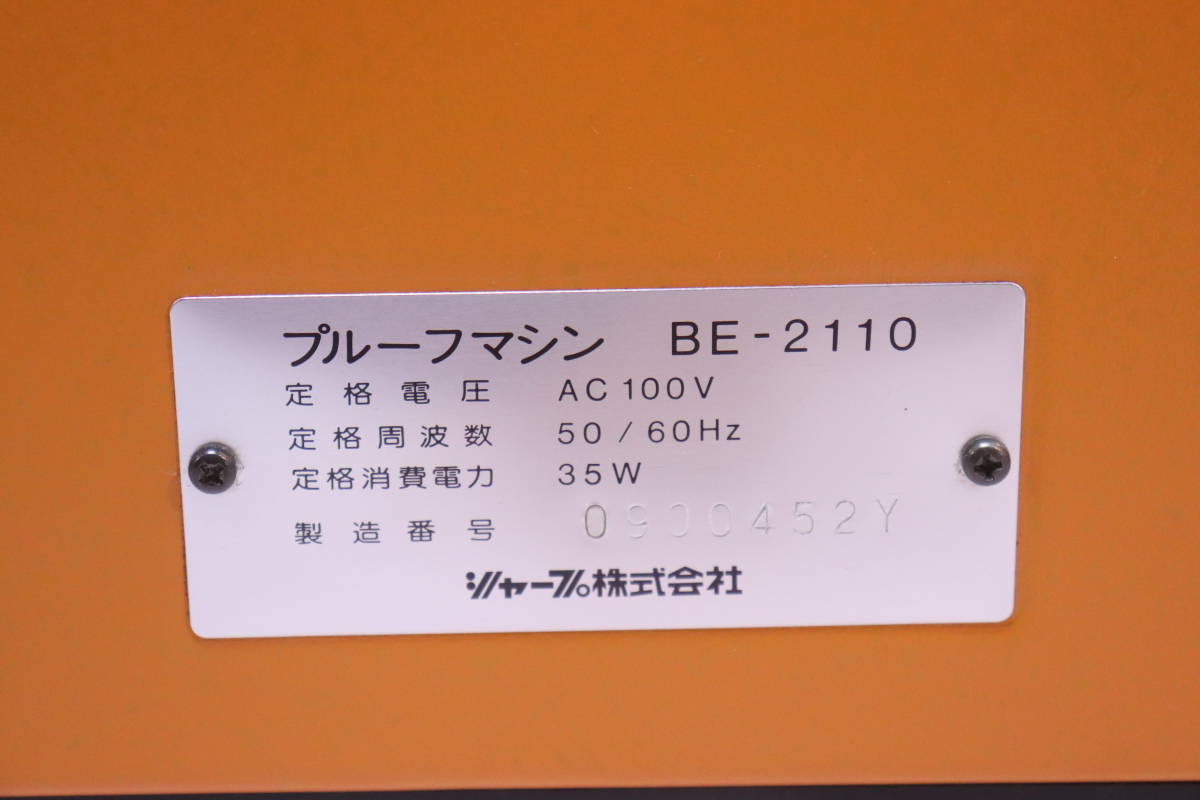 プルーフマシン BE-2110
定格電圧 AC100V
定格周波数 50/60Hz
定格消費電力 35W
製造番号 0900452Y
シャープ株式会社